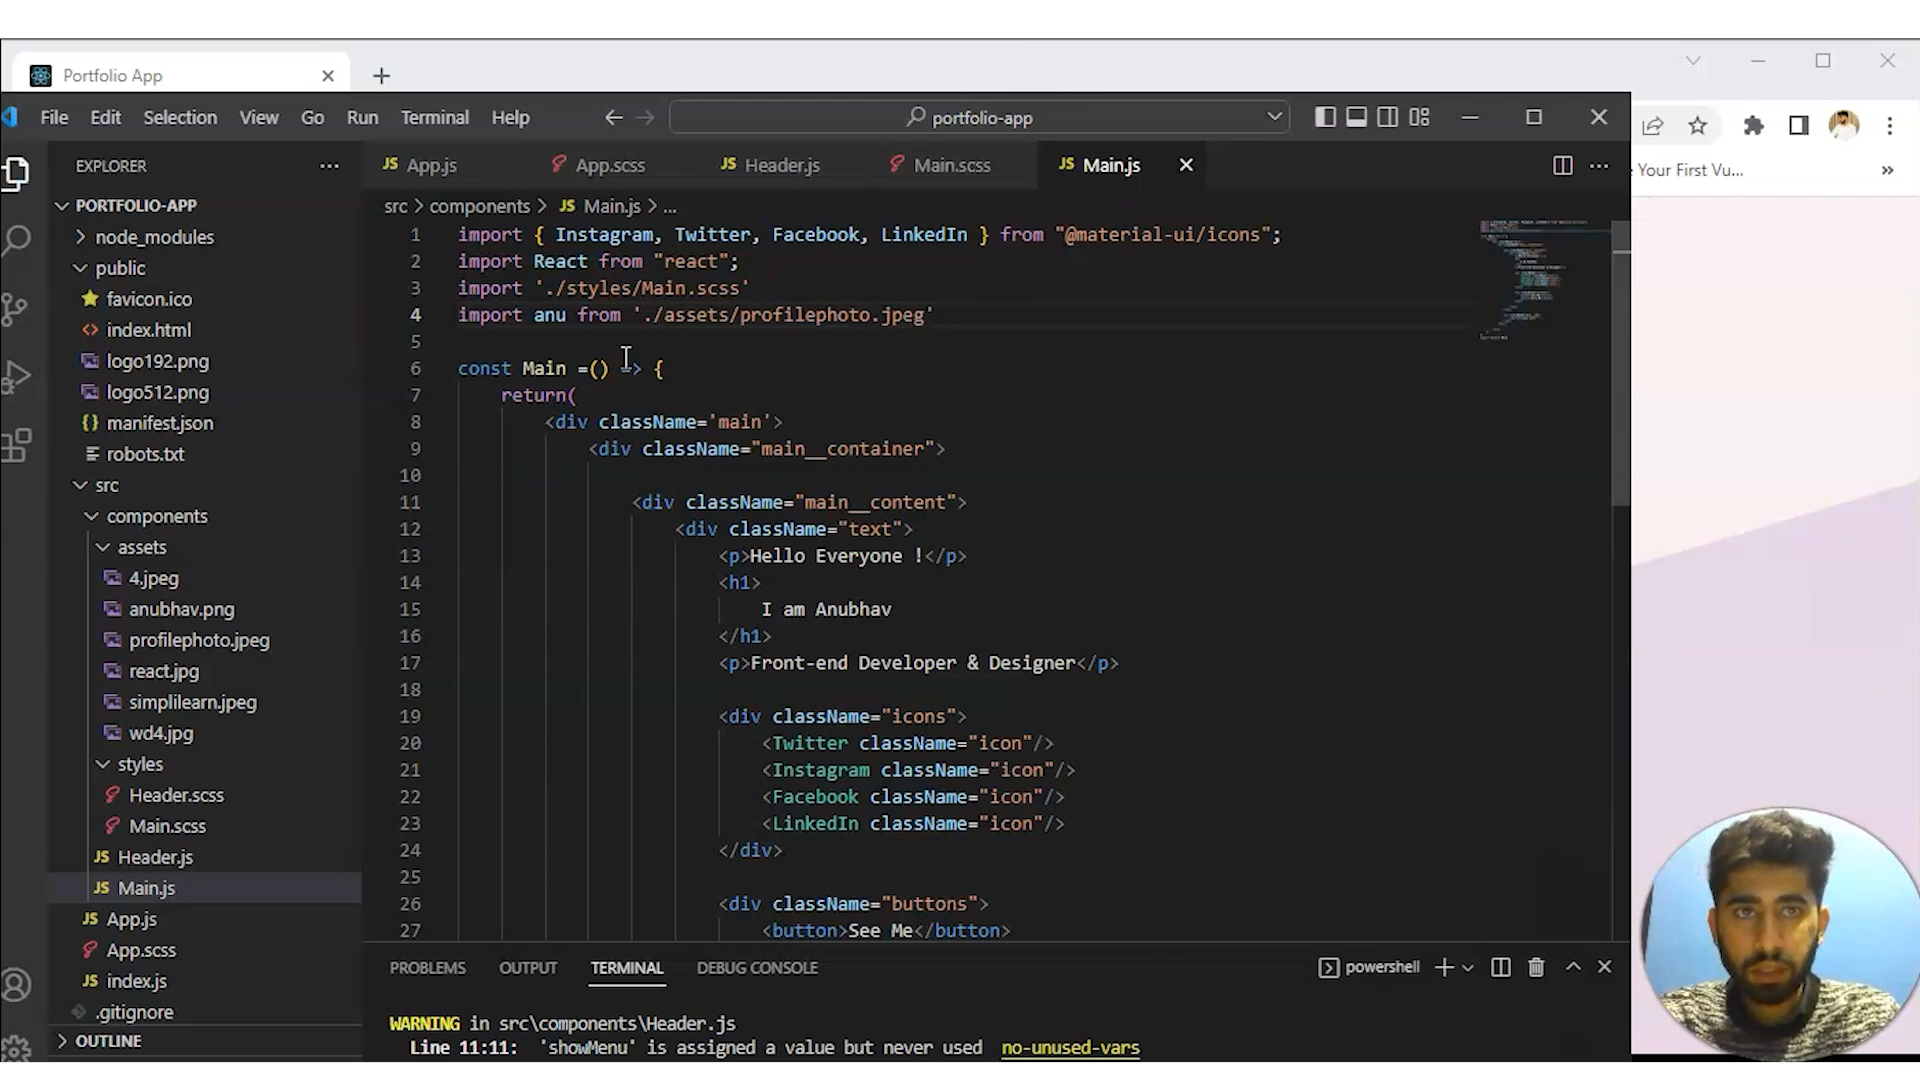 Portfolio App
File Edit Selection View Go Run Terminal Help
portfolio-app
Your First Vu...
EXPLORER
PORTFOLIO-APP
node_modules
public
favicon.ico
index.html
logo192.png
logo512.png
manifest.json
robots.txt
src
components
assets
4.jpeg
anubhav.png
profilephoto.jpeg
react.jpg
simplilearn.jpeg
wd4.jpg
styles
Header.scss
Main.scss
JS Header.js
JS Main.js
JS App.js
App.scss
JS index.js
.gitignore
OUTLINE
JS App.js App.scss JS Header.js Main.scss JS Main.js
src > components > JS Main.js > ...
1 import { Instagram, Twitter, Facebook, LinkedIn } from "@material-ui/icons";
2 import React from "react";
3 import './styles/Main.scss'
4 import anu from './assets/profilephoto.jpeg'
5
6 const Main =() => {
7 return(
8 <div className='main'>
9 <div className="main__container">
10
11 <div className="main__content">
12 <div className="text">
13 <p>Hello Everyone !</p>
14 <h1>
15 I am Anubhav
16 </h1>
17 <p>Front-end Developer & Designer</p>
18
19 <div className="icons">
20 <Twitter className="icon"/>
21 <Instagram className="icon"/>
22 <Facebook className="icon"/>
23 <LinkedIn className="icon"/>
24 </div>
25
26 <div className="buttons">
27 <button>See Me</button>
PROBLEMS OUTPUT TERMINAL DEBUG CONSOLE
powershell
WARNING in src\components\Header.js
Line 11:11: 'showMenu' is assigned a value but never used no-unused-vars